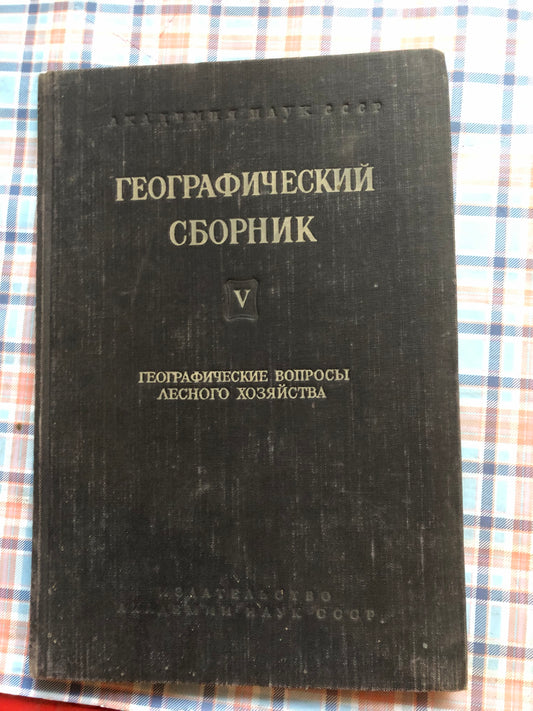 АКАДЕМИЯ НАУК СССР
ГЕОГРАФИЧЕСКИЙ
СБОРНИК
V
ГЕОГРАФИЧЕСКИЕ ВОПРОСЫ
ЛЕСНОГО ХОЗЯЙСТВА
ИЗДАТЕЛЬСТВО
АКАДЕМИИ НАУК СССР